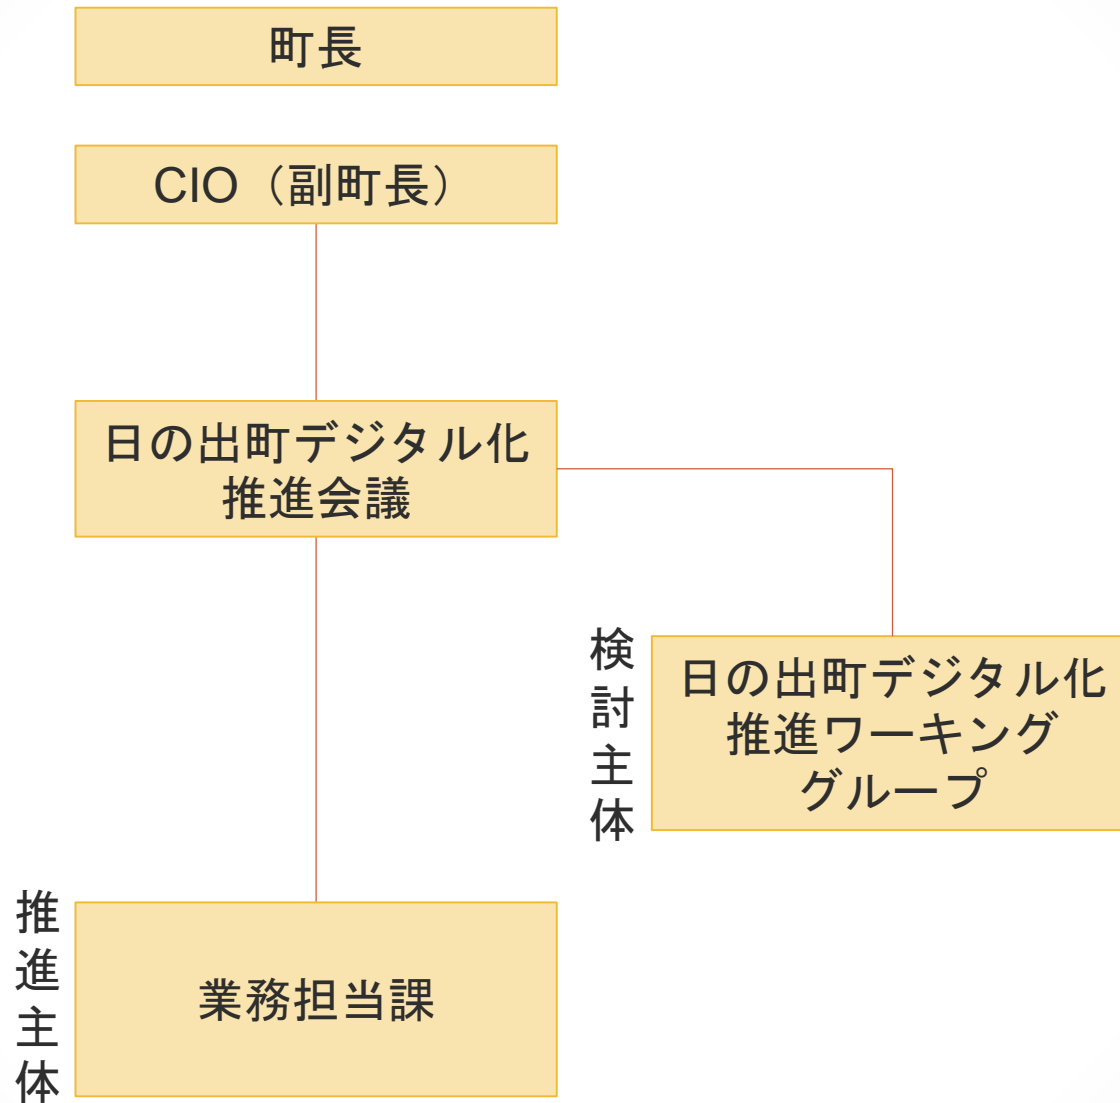 町長
CIO（副町長）
日の出町デジタル化
推進会議
検討主体
日の出町デジタル化
推進ワーキング
グループ
推進主体
業務担当課